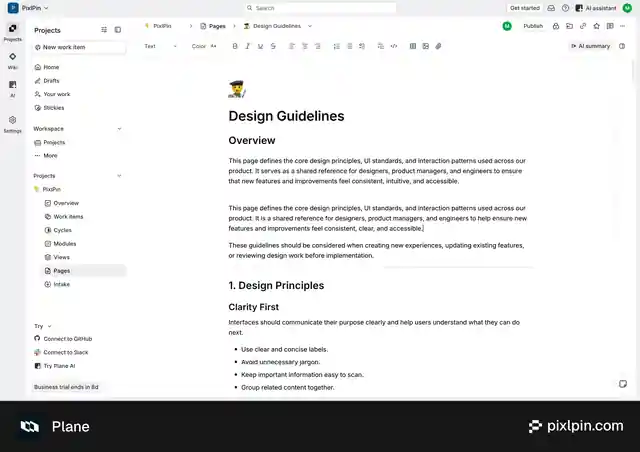 PixlPin
Search
Get started
AI assistant
M
Projects
Wiki
AI
Settings
Projects
New work item
Home
Drafts
Your work
Stickies
Workspace
Projects
More
Projects
PixlPin
Overview
Work items
Cycles
Modules
Views
Pages
Intake
Try
Connect to GitHub
Connect to Slack
Try Plane AI
Business trial ends in 8d
PixlPin > Pages > Design Guidelines
M
Publish
Text
Color
B I U S
AI summary
Design Guidelines
Overview
This page defines the core design principles, UI standards, and interaction patterns used across our
product. It serves as a shared reference for designers, product managers, and engineers to ensure
that new features and improvements feel consistent, intuitive, and accessible.
This page defines the core design principles, UI standards, and interaction patterns used across our
product. It is a shared reference for designers, product managers, and engineers to help ensure new
features and improvements feel consistent, clear, and accessible.
These guidelines should be considered when creating new experiences, updating existing features,
or reviewing design work before implementation.
1. Design Principles
Clarity First
Interfaces should communicate their purpose clearly and help users understand what they can do
next.
• Use clear and concise labels.
• Avoid unnecessary jargon.
• Keep important information easy to scan.
• Group related content together.
Plane
pixlpin.com